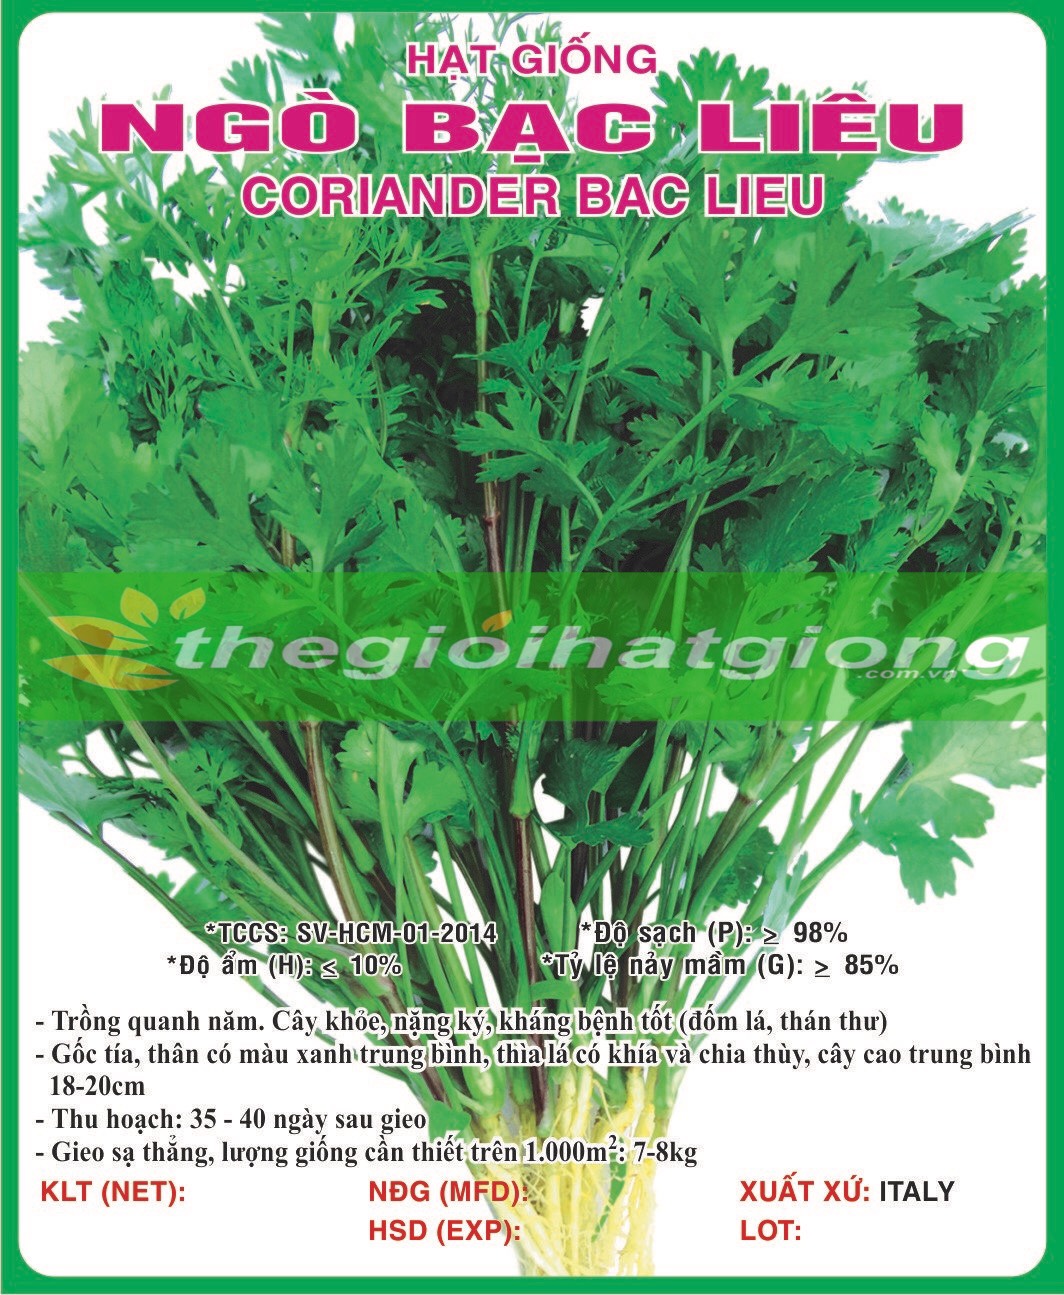 HẠT GIỐNG
NGÒ BẠC LIÊU
CORIANDER BAC LIEU
thegioihatgiong
.com.vn
*TCCS: SV-HCM-01-2014 *Độ sạch (P): ≥ 98%
*Độ ẩm (H): ≤ 10% *Tỷ lệ nảy mầm (G): ≥ 85%
- Trồng quanh năm. Cây khỏe, nặng ký, kháng bệnh tốt (đốm lá, thán thư)
- Gốc tía, thân có màu xanh trung bình, thìa lá có khía và chia thùy, cây cao trung bình
18-20cm
- Thu hoạch: 35 - 40 ngày sau gieo
- Gieo sạ thẳng, lượng giống cần thiết trên 1.000m²: 7-8kg
KLT (NET): NĐG (MFD): XUẤT XỨ: ITALY
HSD (EXP): LOT: